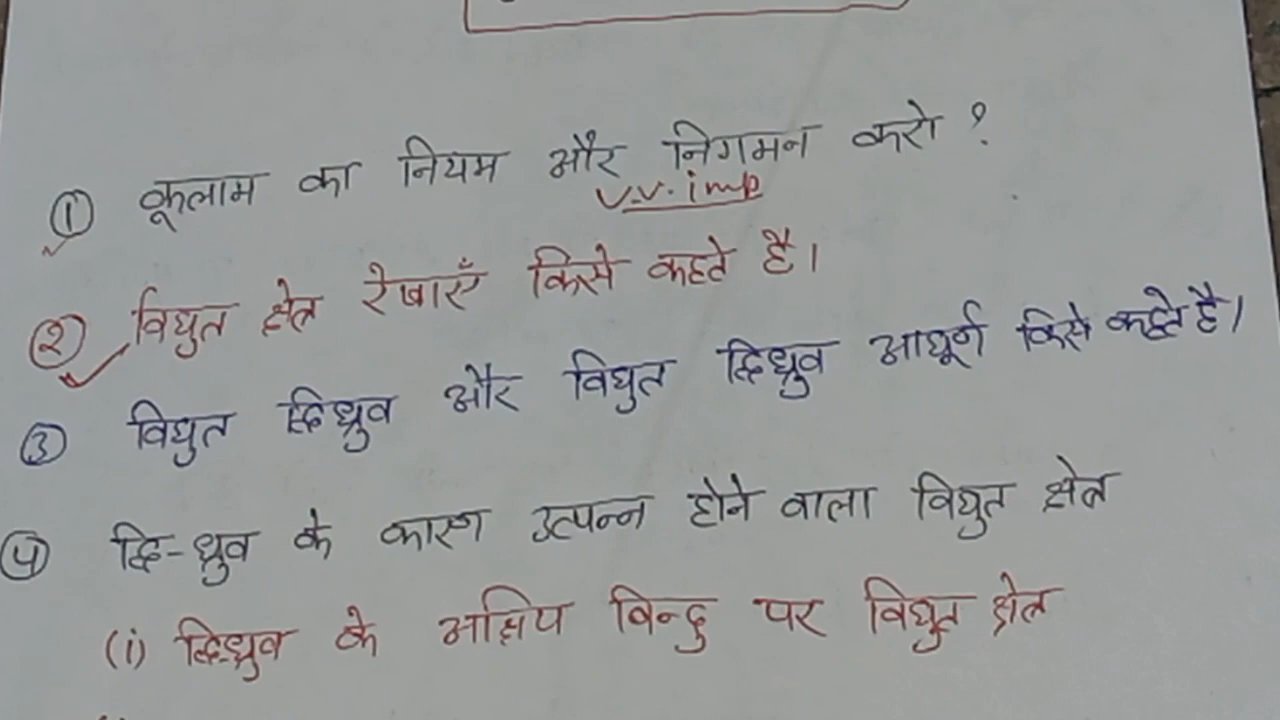 ① कूलाम का नियम और निगमन करो ?
v.v. imp
② विद्युत क्षेत्र रेखाएँ किसे कहते है।
③ विद्युत द्विध्रुव और विद्युत द्विध्रुव आघूर्ण किसे कहते है।
④ द्वि-ध्रुव के कारण उत्पन्न होने वाला विद्युत क्षेत्र
(i) द्विध्रुव के अक्षिय बिन्दु पर विद्युत क्षेत्र